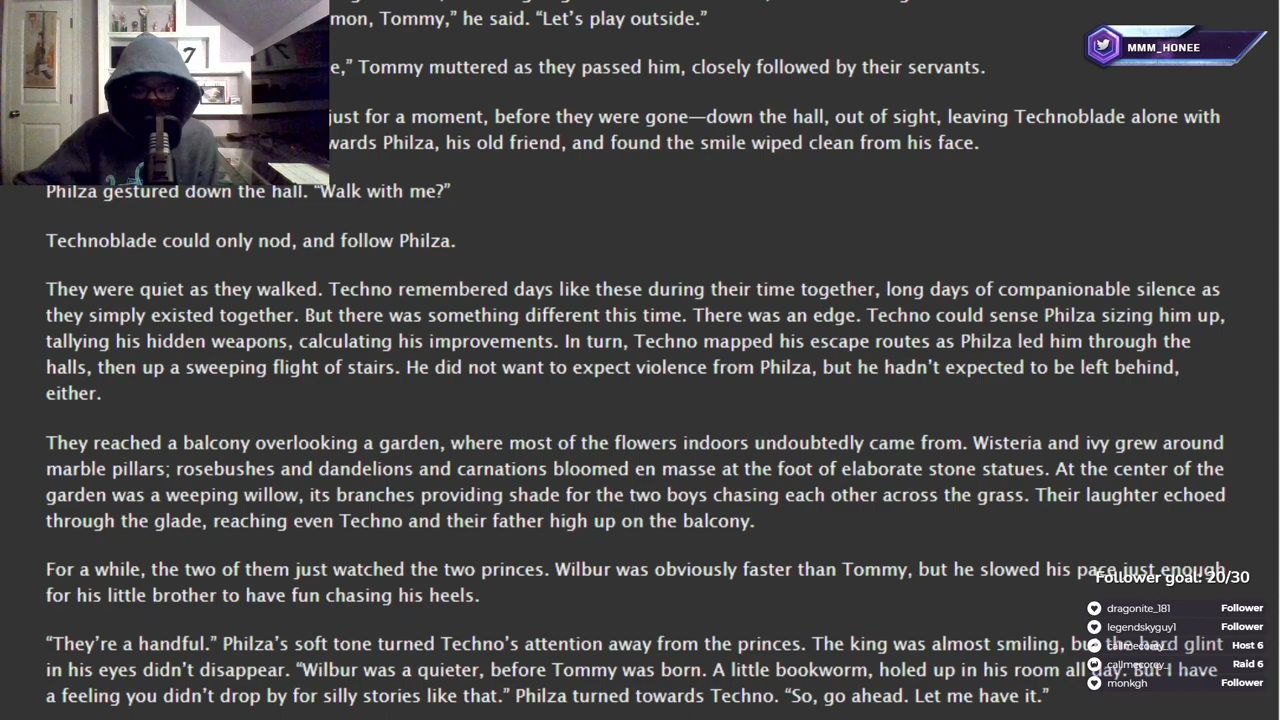 mon, Tommy,” he said. “Let’s play outside.”
MMM_HONEE
e,” Tommy muttered as they passed him, closely followed by their servants.
just for a moment, before they were gone—down the hall, out of sight, leaving Technoblade alone with
wards Philza, his old friend, and found the smile wiped clean from his face.
Philza gestured down the hall. “Walk with me?”
Technoblade could only nod, and follow Philza.
They were quiet as they walked. Techno remembered days like these during their time together, long days of companionable silence as
they simply existed together. But there was something different this time. There was an edge. Techno could sense Philza sizing him up,
tallying his hidden weapons, calculating his improvements. In turn, Techno mapped his escape routes as Philza led him through the
halls, then up a sweeping flight of stairs. He did not want to expect violence from Philza, but he hadn’t expected to be left behind,
either.
They reached a balcony overlooking a garden, where most of the flowers indoors undoubtedly came from. Wisteria and ivy grew around
marble pillars; rosebushes and dandelions and carnations bloomed en masse at the foot of elaborate stone statues. At the center of the
garden was a weeping willow, its branches providing shade for the two boys chasing each other across the grass. Their laughter echoed
through the glade, reaching even Techno and their father high up on the balcony.
For a while, the two of them just watched the two princes. Wilbur was obviously faster than Tommy, but he slowed his pace just enough
for his little brother to have fun chasing his heels.
“They’re a handful.” Philza’s soft tone turned Techno’s attention away from the princes. The king was almost smiling, but the hard glint
in his eyes didn’t disappear. “Wilbur was a quieter, before Tommy was born. A little bookworm, holed up in his room all day. But I have
a feeling you didn’t drop by for silly stories like that.” Philza turned towards Techno. “So, go ahead. Let me have it.”
Follower goal: 20/30
dragonite_181 Follower
legendskyguy1 Follower
callmecorey_ Host 6
callmecorey_ Raid 6
monkgh Follower